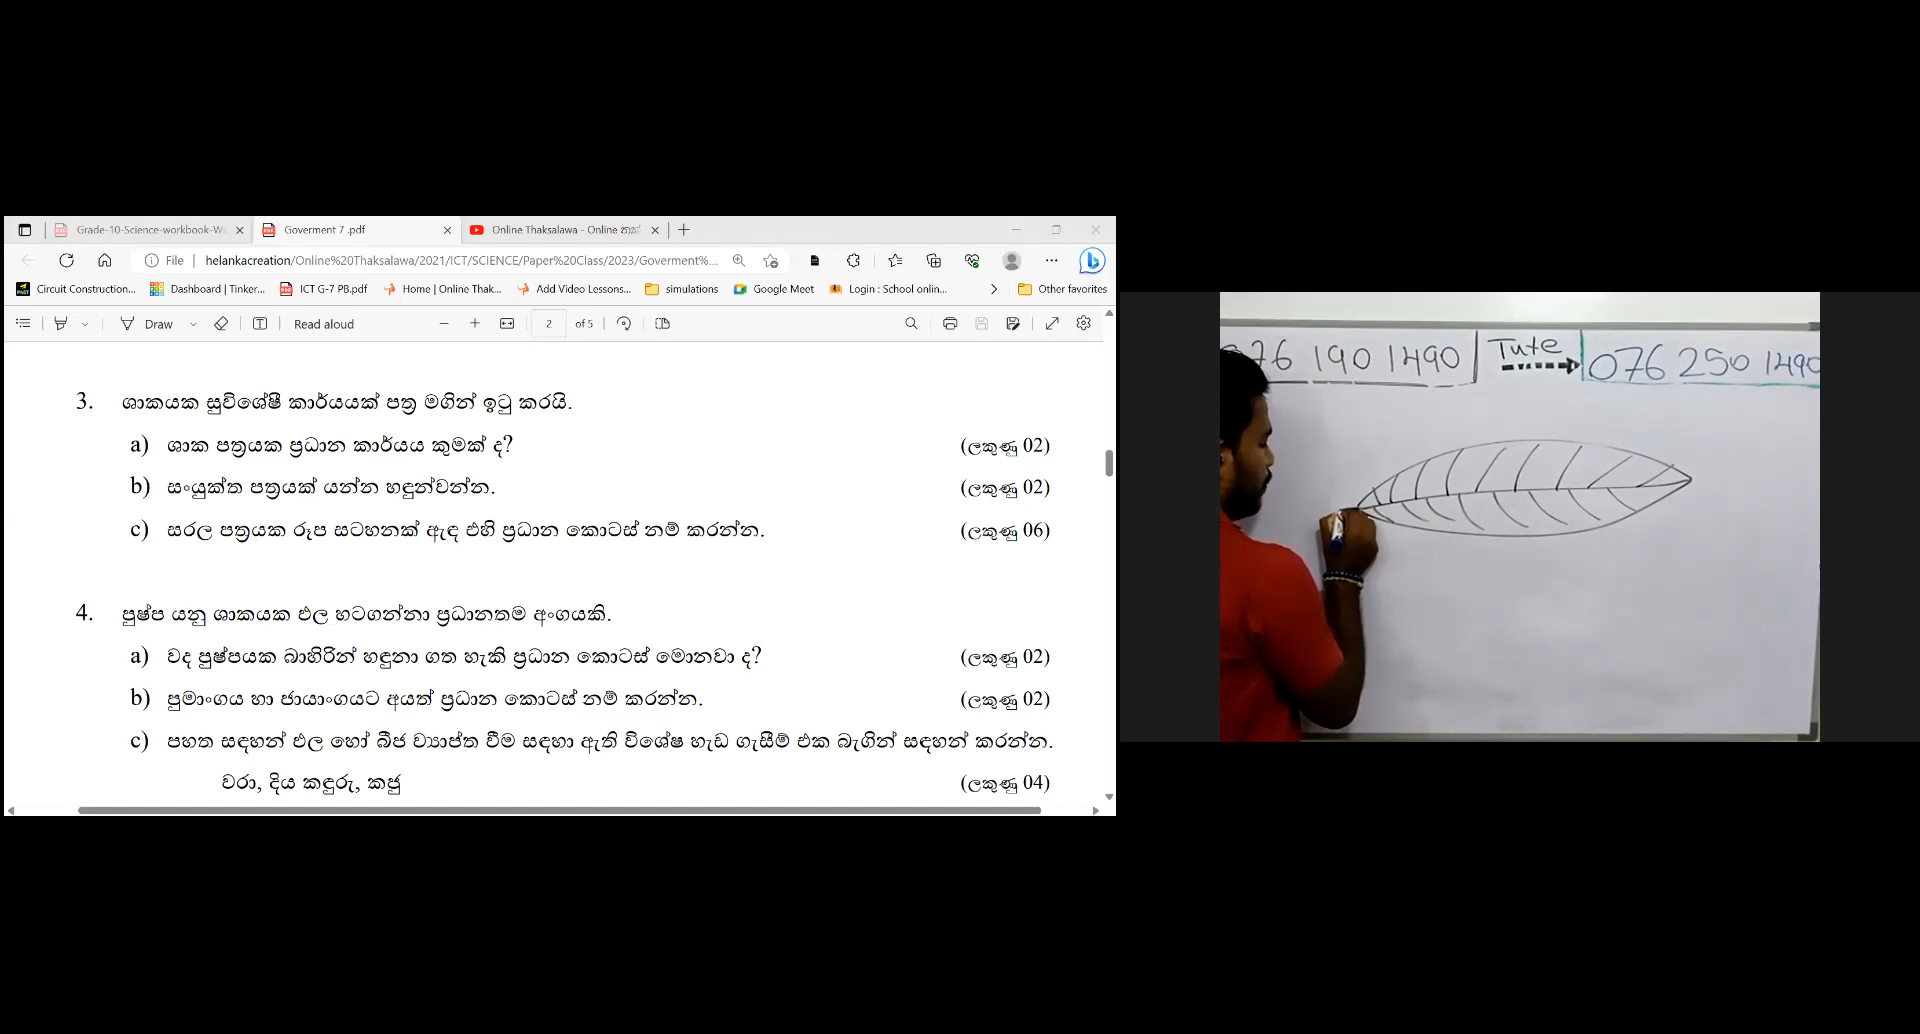 Grade-10-Science-workbook-Wi
Goverment 7 .pdf
Online Thaksalawa - Online
File
helankacreation/Online%20Thaksalawa/2021/ICT/SCIENCE/Paper%20Class/2023/Goverment%...
Circuit Construction...
Dashboard | Tinker...
ICT G-7 PB.pdf
Home | Online Thak...
Add Video Lessons...
simulations
Google Meet
Login : School onlin...
Other favorites
Draw
Read aloud
2
of 5
3. ශාකයක සුවිශේෂී කාර්යයක් පත්‍ර මගින් ඉටු කරයි.
a) ශාක පත්‍රයක ප්‍රධාන කාර්යය කුමක් ද? (ලකුණු 02)
b) සංයුක්ත පත්‍රයක් යන්න හඳුන්වන්න. (ලකුණු 02)
c) සරල පත්‍රයක රූප සටහනක් ඇඳ එහි ප්‍රධාන කොටස් නම් කරන්න. (ලකුණු 06)
4. පුෂ්ප යනු ශාකයක ඵල හටගන්නා ප්‍රධානතම අංගයකි.
a) වද පුෂ්පයක බාහිරින් හඳුනා ගත හැකි ප්‍රධාන කොටස් මොනවා ද? (ලකුණු 02)
b) පුමාංගය හා ජායාංගයට අයත් ප්‍රධාන කොටස් නම් කරන්න. (ලකුණු 02)
c) පහත සඳහන් ඵල හෝ බීජ ව්‍යාප්ත වීම සඳහා ඇති විශේෂ හැඩ ගැසීම් එක බැගින් සඳහන් කරන්න.
වරා, දිය කඳුරු, කජු (ලකුණු 04)
076 190 1490
Tute
076 250 1490